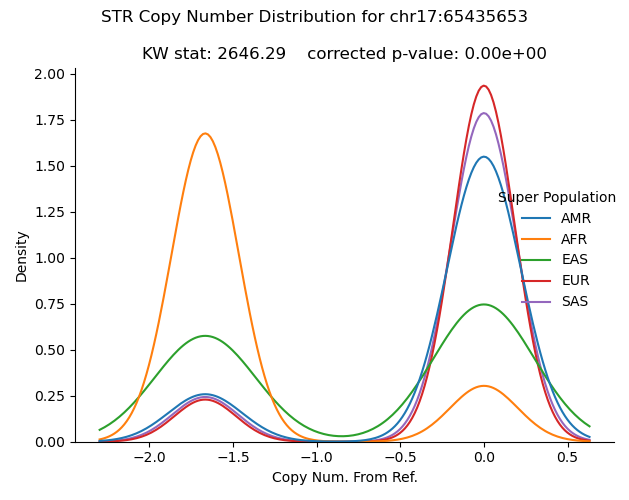 STR Copy Number Distribution for chr17:65435653
KW stat: 2646.29    corrected p-value: 0.00e+00
2.00
1.75
1.50
1.25
1.00
0.75
0.50
0.25
0.00
Density
Super Population
AMR
AFR
EAS
EUR
SAS
−2.0 −1.5 −1.0 −0.5 0.0 0.5
Copy Num. From Ref.